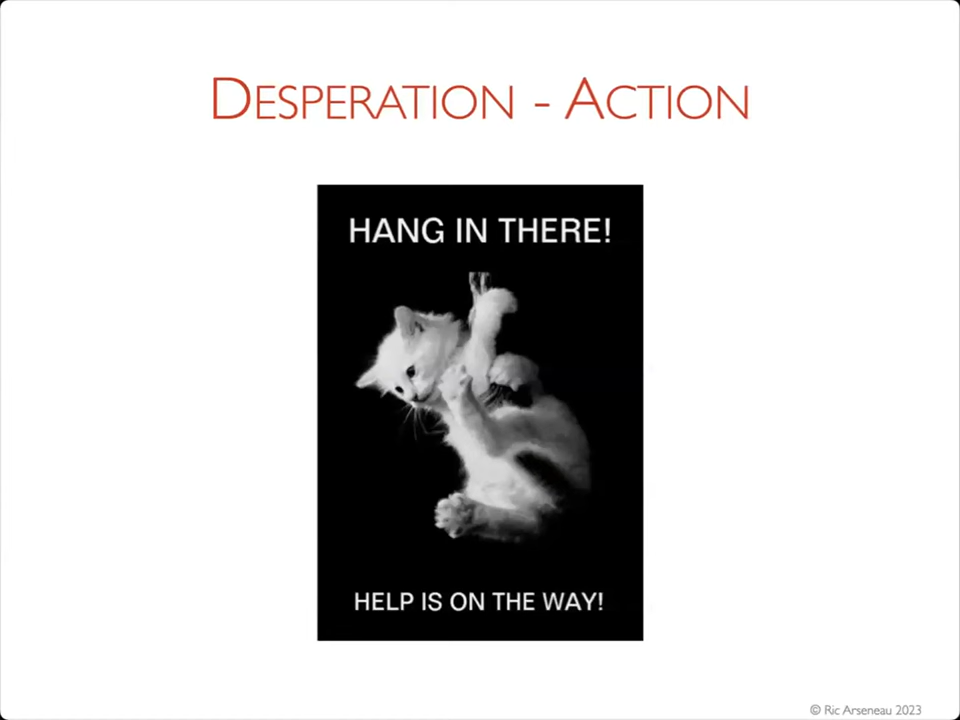 DESPERATION - ACTION
HANG IN THERE!
HELP IS ON THE WAY!
© Ric Arseneau 2023